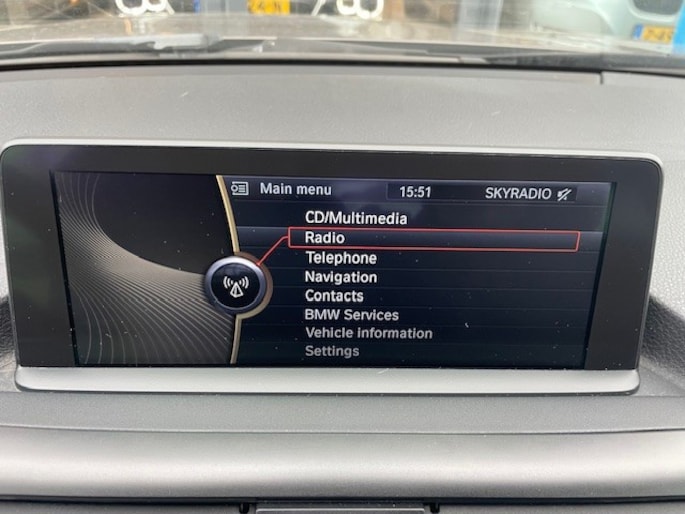 Main menu 15:51 SKYRADIO
CD/Multimedia
Radio
Telephone
Navigation
Contacts
BMW Services
Vehicle information
Settings